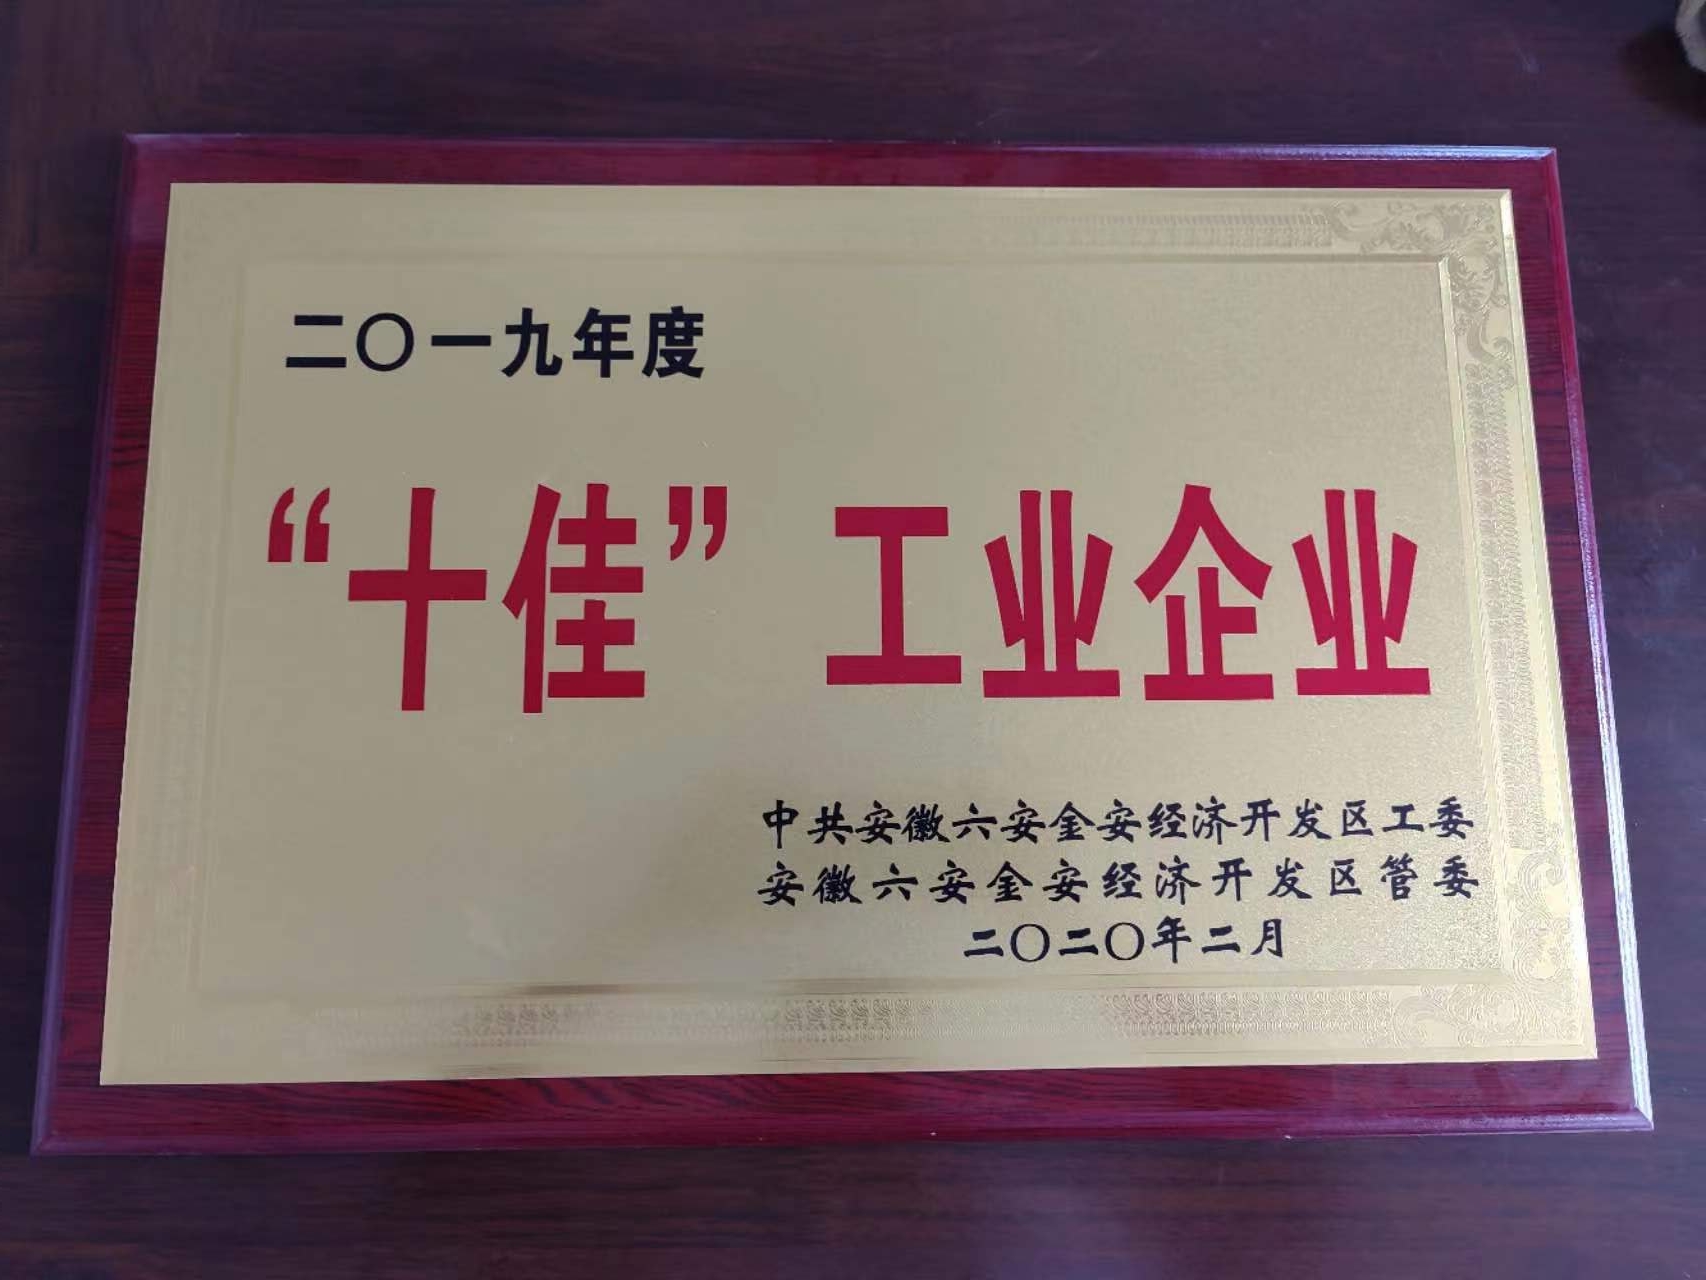 二〇一九年度
“十佳” 工业企业
中共安徽六安金安经济开发区工委
安徽六安金安经济开发区管委
二〇二〇年二月